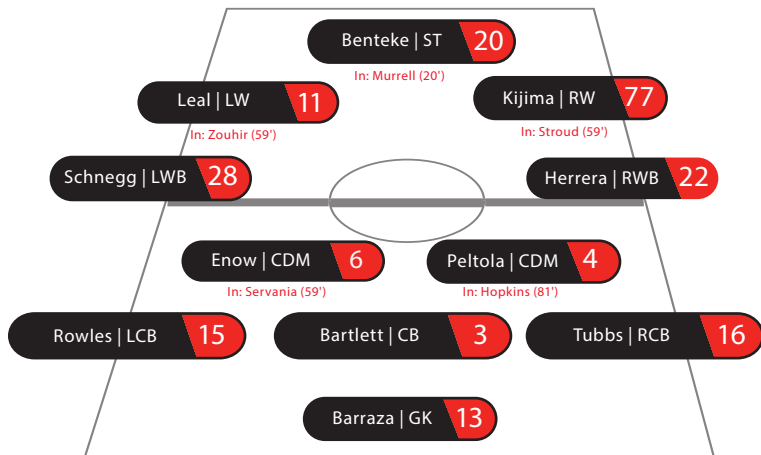 Benteke | ST 20
In: Murrell (20')
Leal | LW 11
In: Zouhir (59')
Kijima | RW 77
In: Stroud (59')
Schnegg | LWB 28
Herrera | RWB 22
Enow | CDM 6
In: Servania (59')
Peltola | CDM 4
In: Hopkins (81')
Rowles | LCB 15
Bartlett | CB 3
Tubbs | RCB 16
Barraza | GK 13